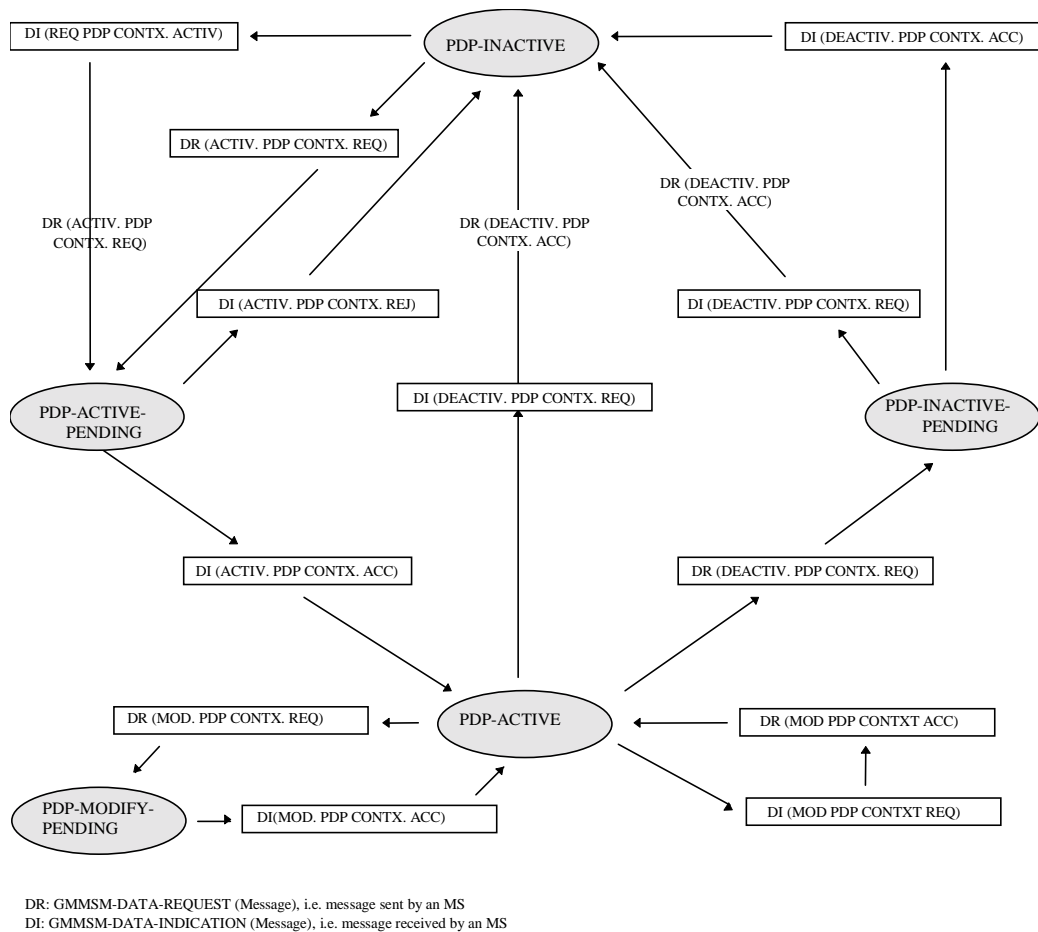 DI (REQ PDP CONTX. ACTIV)
PDP-INACTIVE
DI (DEACTIV. PDP CONTX. ACC)
DR (ACTIV. PDP CONTX. REQ)
DR (DEACTIV. PDP
CONTX. ACC)
DR (ACTIV. PDP
CONTX. REQ)
DR (DEACTIV. PDP
CONTX. ACC)
DI (ACTIV. PDP CONTX. REJ)
DI (DEACTIV. PDP CONTX. REQ)
PDP-ACTIVE-
PENDING
DI (DEACTIV. PDP CONTX. REQ)
PDP-INACTIVE-
PENDING
DI (ACTIV. PDP CONTX. ACC)
DR (DEACTIV. PDP CONTX. REQ)
DR (MOD. PDP CONTX. REQ)
PDP-ACTIVE
DR (MOD PDP CONTXT ACC)
PDP-MODIFY-
PENDING
DI(MOD. PDP CONTX. ACC)
DI (MOD PDP CONTXT REQ)
DR: GMMSM-DATA-REQUEST (Message), i.e. message sent by an MS
DI: GMMSM-DATA-INDICATION (Message), i.e. message received by an MS